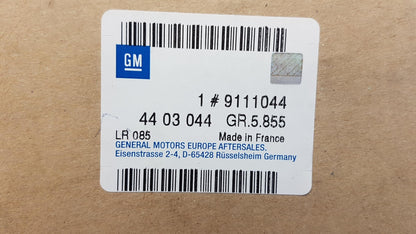 GM
1 # 9111044
44 03 044 GR.5.855
LR 085 Made in France
GENERAL MOTORS EUROPE AFTERSALES.
Eisenstrasse 2-4, D-65428 Rüsselsheim Germany